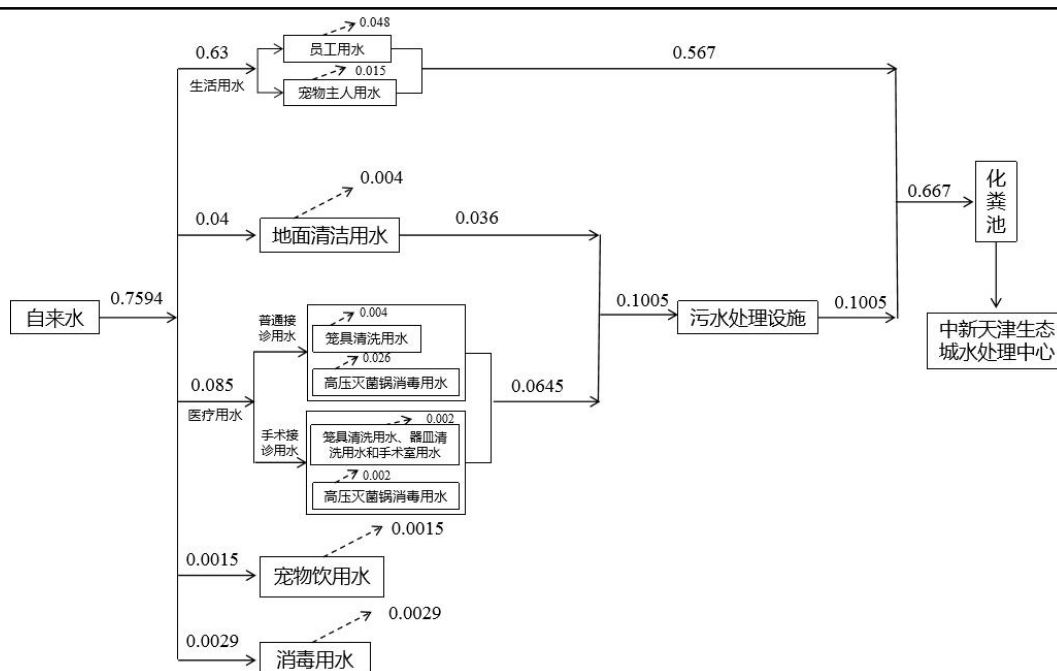 0.048
0.63
员工用水
0.567
0.015
生活用水
宠物主人用水
0.004
0.667
化粪池
0.04
0.036
地面清洁用水
0.7594
自来水
0.1005
污水处理设施
0.1005
中新天津生态
城水处理中心
普通接
诊用水
0.004
笼具清洗用水
0.026
高压灭菌锅消毒用水
0.085
医疗用水
0.0645
手术接
诊用水
0.002
笼具清洗用水、器皿清
洗用水和手术室用水
0.002
高压灭菌锅消毒用水
0.0015
0.0015
宠物饮用水
0.0029
0.0029
消毒用水